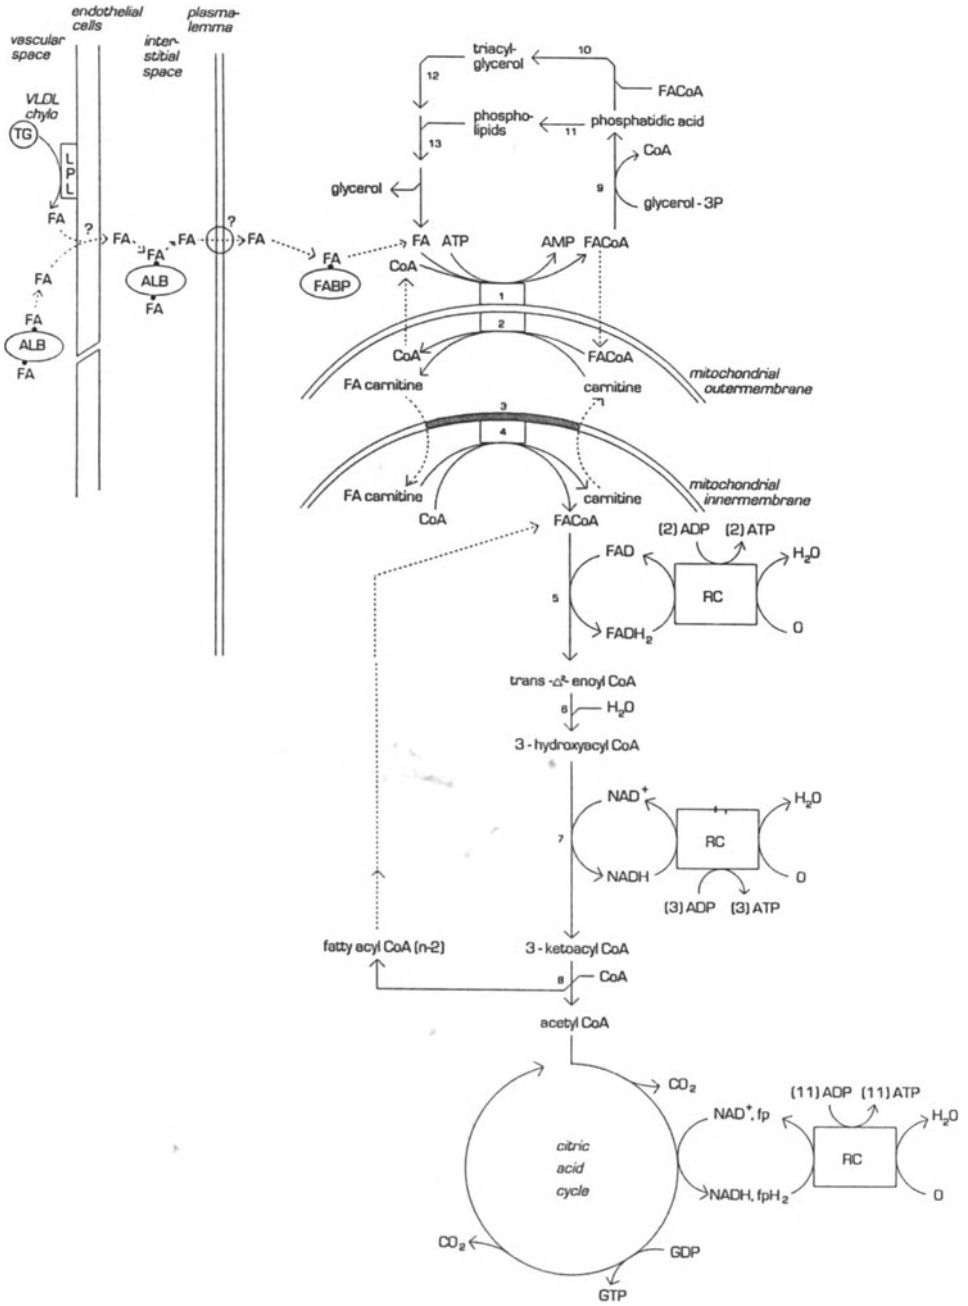 endothelial
cells
plasma-
lemma
vascular
space
inter-
stitial
space
VLDL
chylo
TG
L
P
L
FA
?
FA
FA
FA
ALB
FA
FA
ALB
FA
FA
?
FA
FA
FABP
triacyl-
glycerol
10
12
FACoA
phospho-
lipids
11
phosphatidic acid
13
CoA
glycerol
9
glycerol - 3P
FA
ATP
AMP
FACoA
CoA
1
2
CoA
FACoA
FA carnitine
carnitine
mitochondrial
outermembrane
3
4
FA carnitine
carnitine
mitochondrial
innermembrane
CoA
FACoA
(2) ADP
(2) ATP
FAD
H₂O
5
RC
FADH₂
O
trans -Δ²- enoyl CoA
6
H₂O
3 - hydroxyacyl CoA
NAD⁺
H₂O
7
RC
NADH
O
(3) ADP
(3) ATP
fatty acyl CoA (n-2)
3 - ketoacyl CoA
8
CoA
acetyl CoA
CO₂
(11) ADP
(11) ATP
NAD⁺, fp
H₂O
citric
acid
cycle
RC
NADH, fpH₂
O
CO₂
GDP
GTP